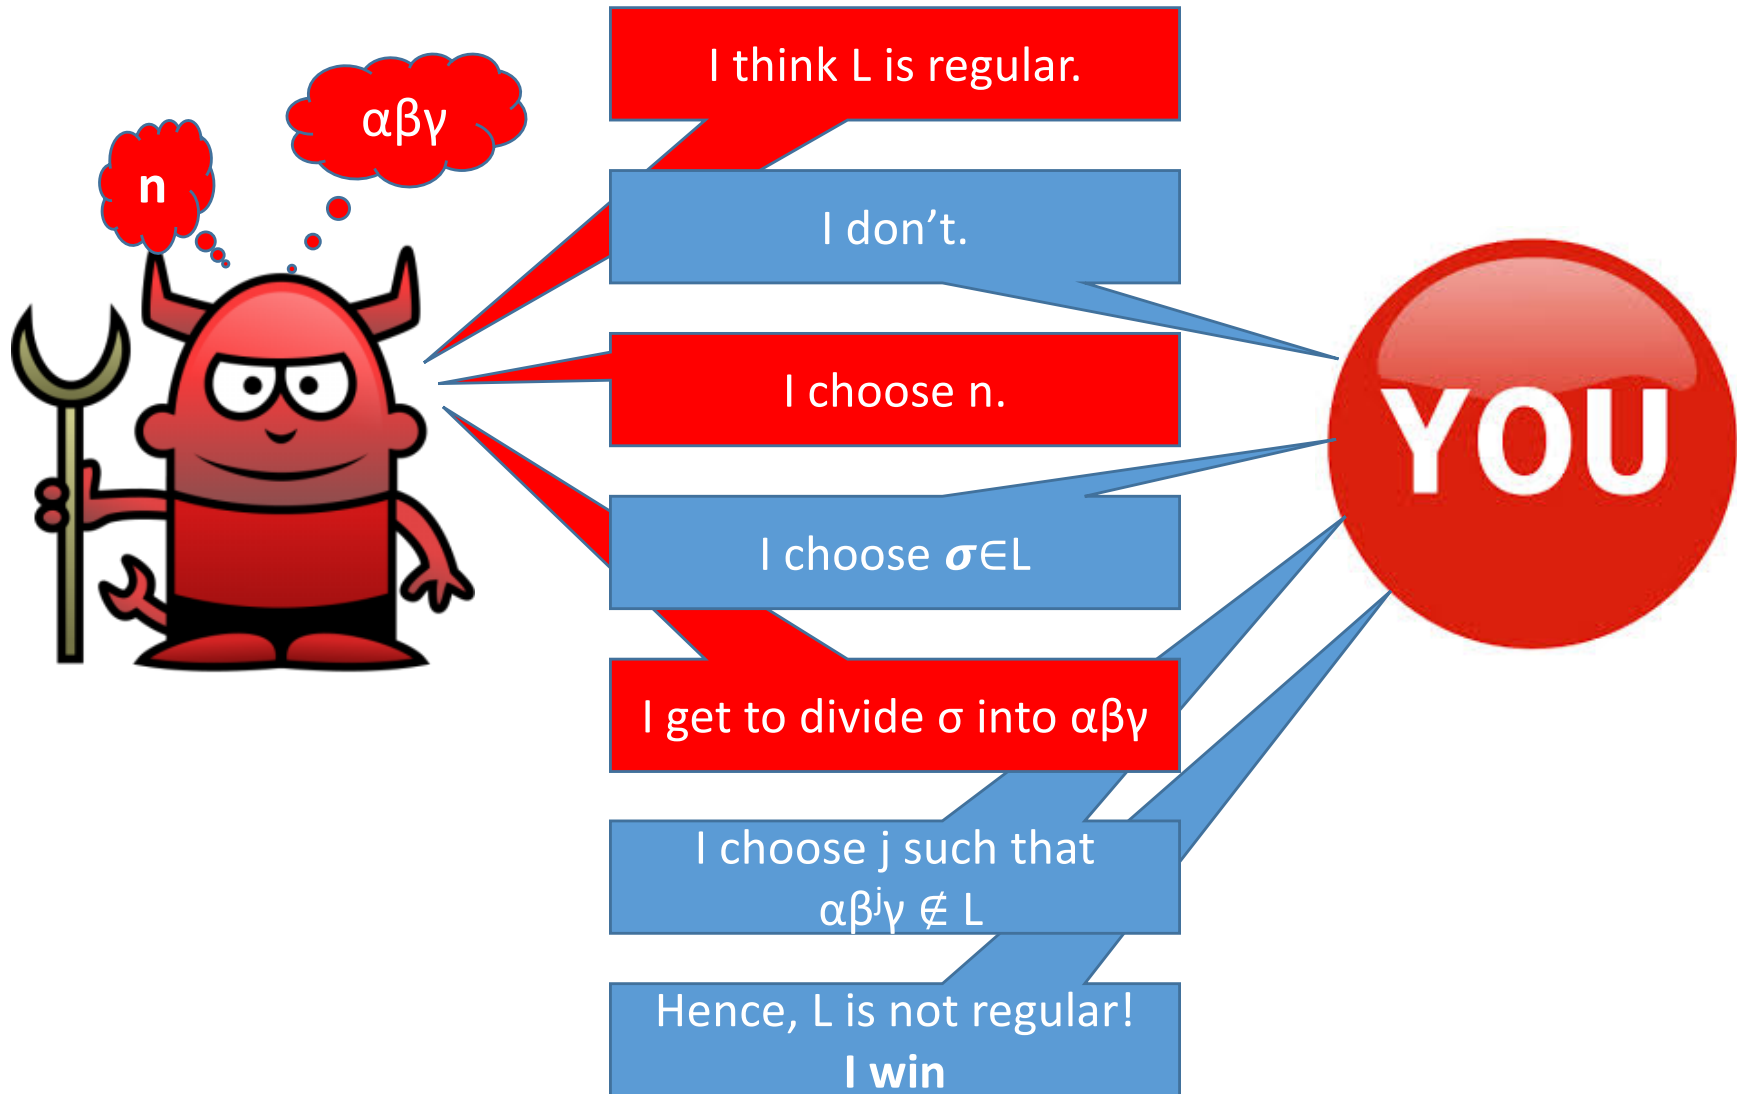 I think L is regular.
αβγ
n
I don’t.
I choose n.
YOU
I choose σ∈L
I get to divide σ into αβγ
I choose j such that
αβʲγ ∉ L
Hence, L is not regular!
I win